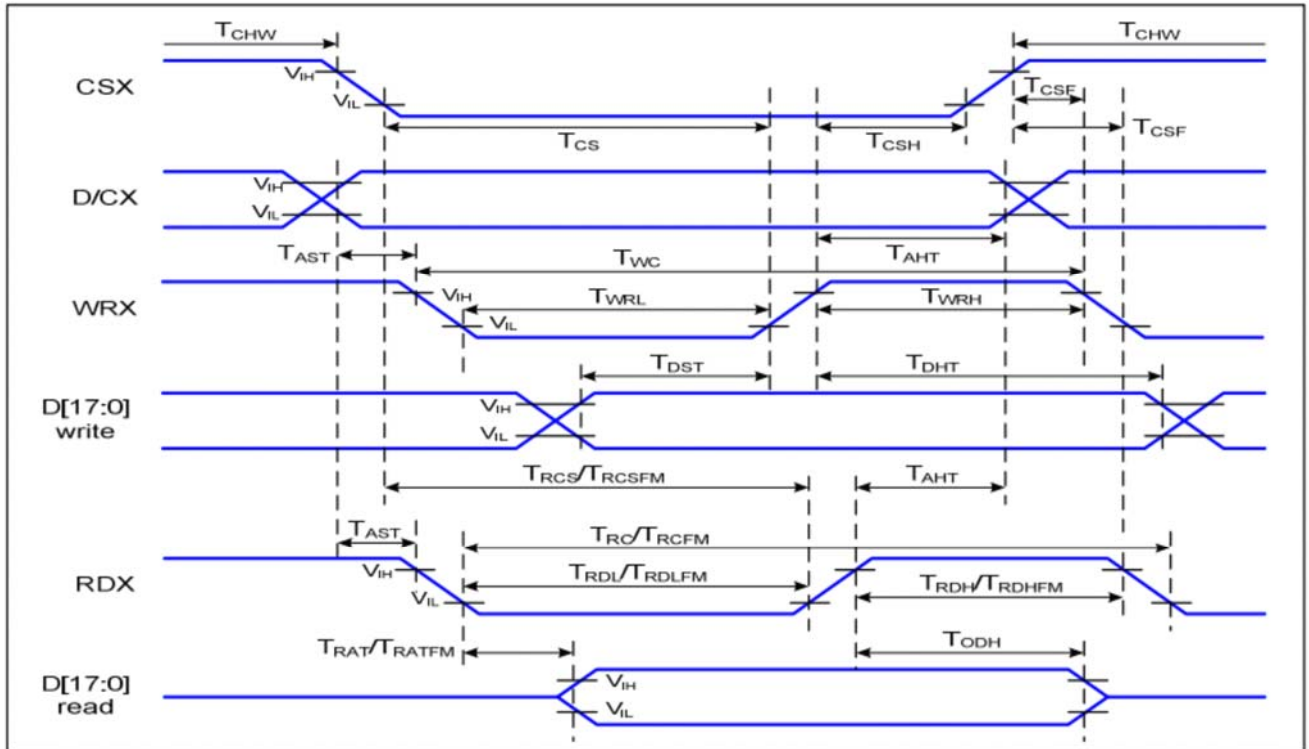 TCHW TCHW
CSX VIH VIL TCSF
TCS TCSH TCSF
D/CX VIH VIL
TAST TWC TAHT
WRX VIH TWRL TWRH
VIL
TDST TDHT
D[17:0] VIH
write VIL
TRCS/TRCSFM TAHT
TAST TRC/TRCFM
RDX VIH TRDL/TRDLFM TRDH/TRDHFM
VIL
TRAT/TRATFM TODH
D[17:0] VIH
read VIL